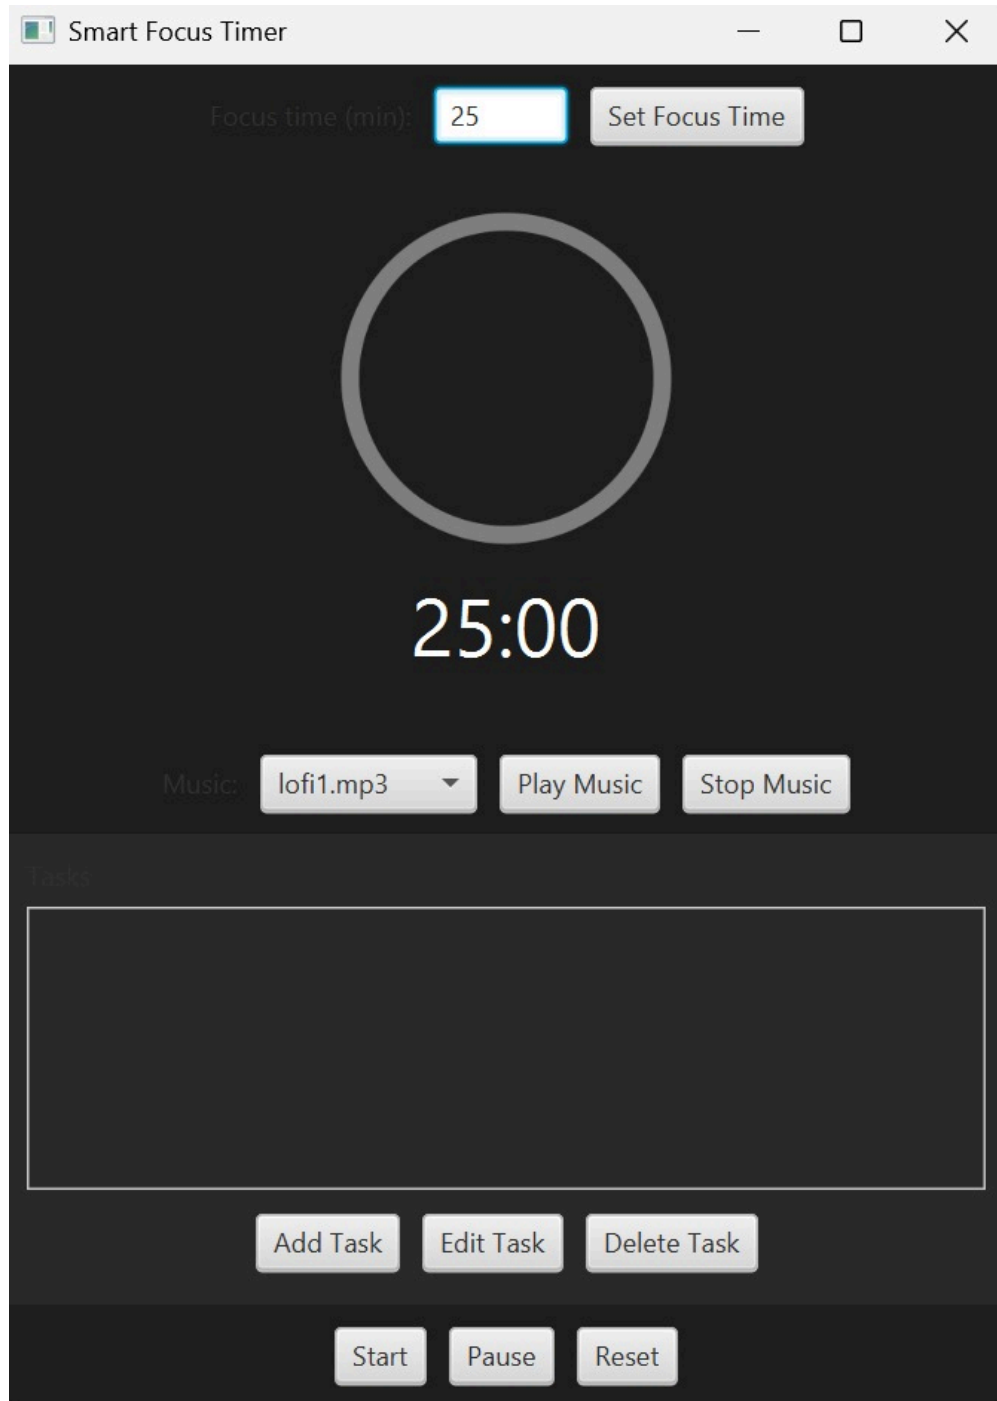 Smart Focus Timer
Focus time (min): 25 Set Focus Time
25:00
Music: lofi1.mp3 Play Music Stop Music
Tasks
Add Task Edit Task Delete Task
Start Pause Reset